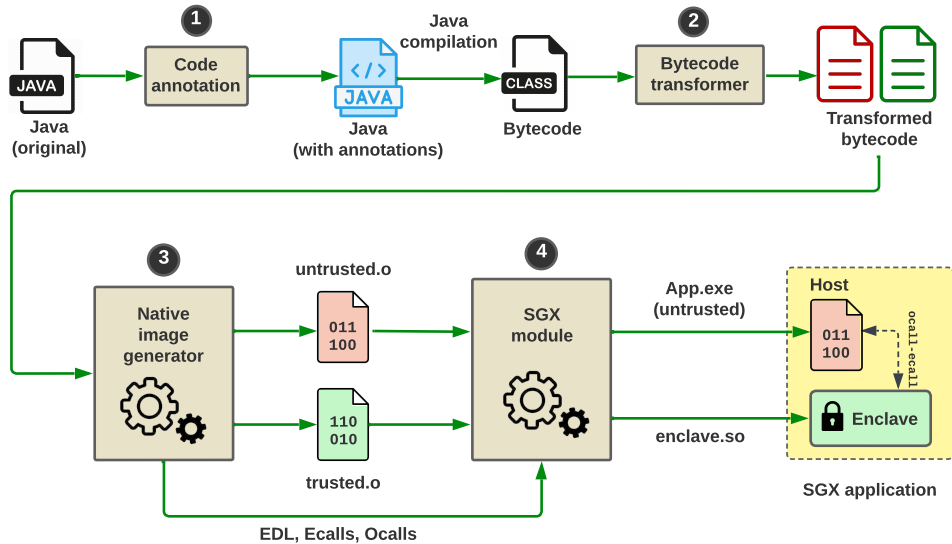 1
2
Java
compilation
Code
annotation
JAVA
</>
JAVA
CLASS
Bytecode
transformer
Java
(original)
Java
(with annotations)
Bytecode
Transformed
bytecode
3
4
untrusted.o
Native
image
generator
011
100
SGX
module
App.exe
(untrusted)
Host
011
100
ocall-ecall
110
010
Enclave
trusted.o
enclave.so
SGX application
EDL, Ecalls, Ocalls